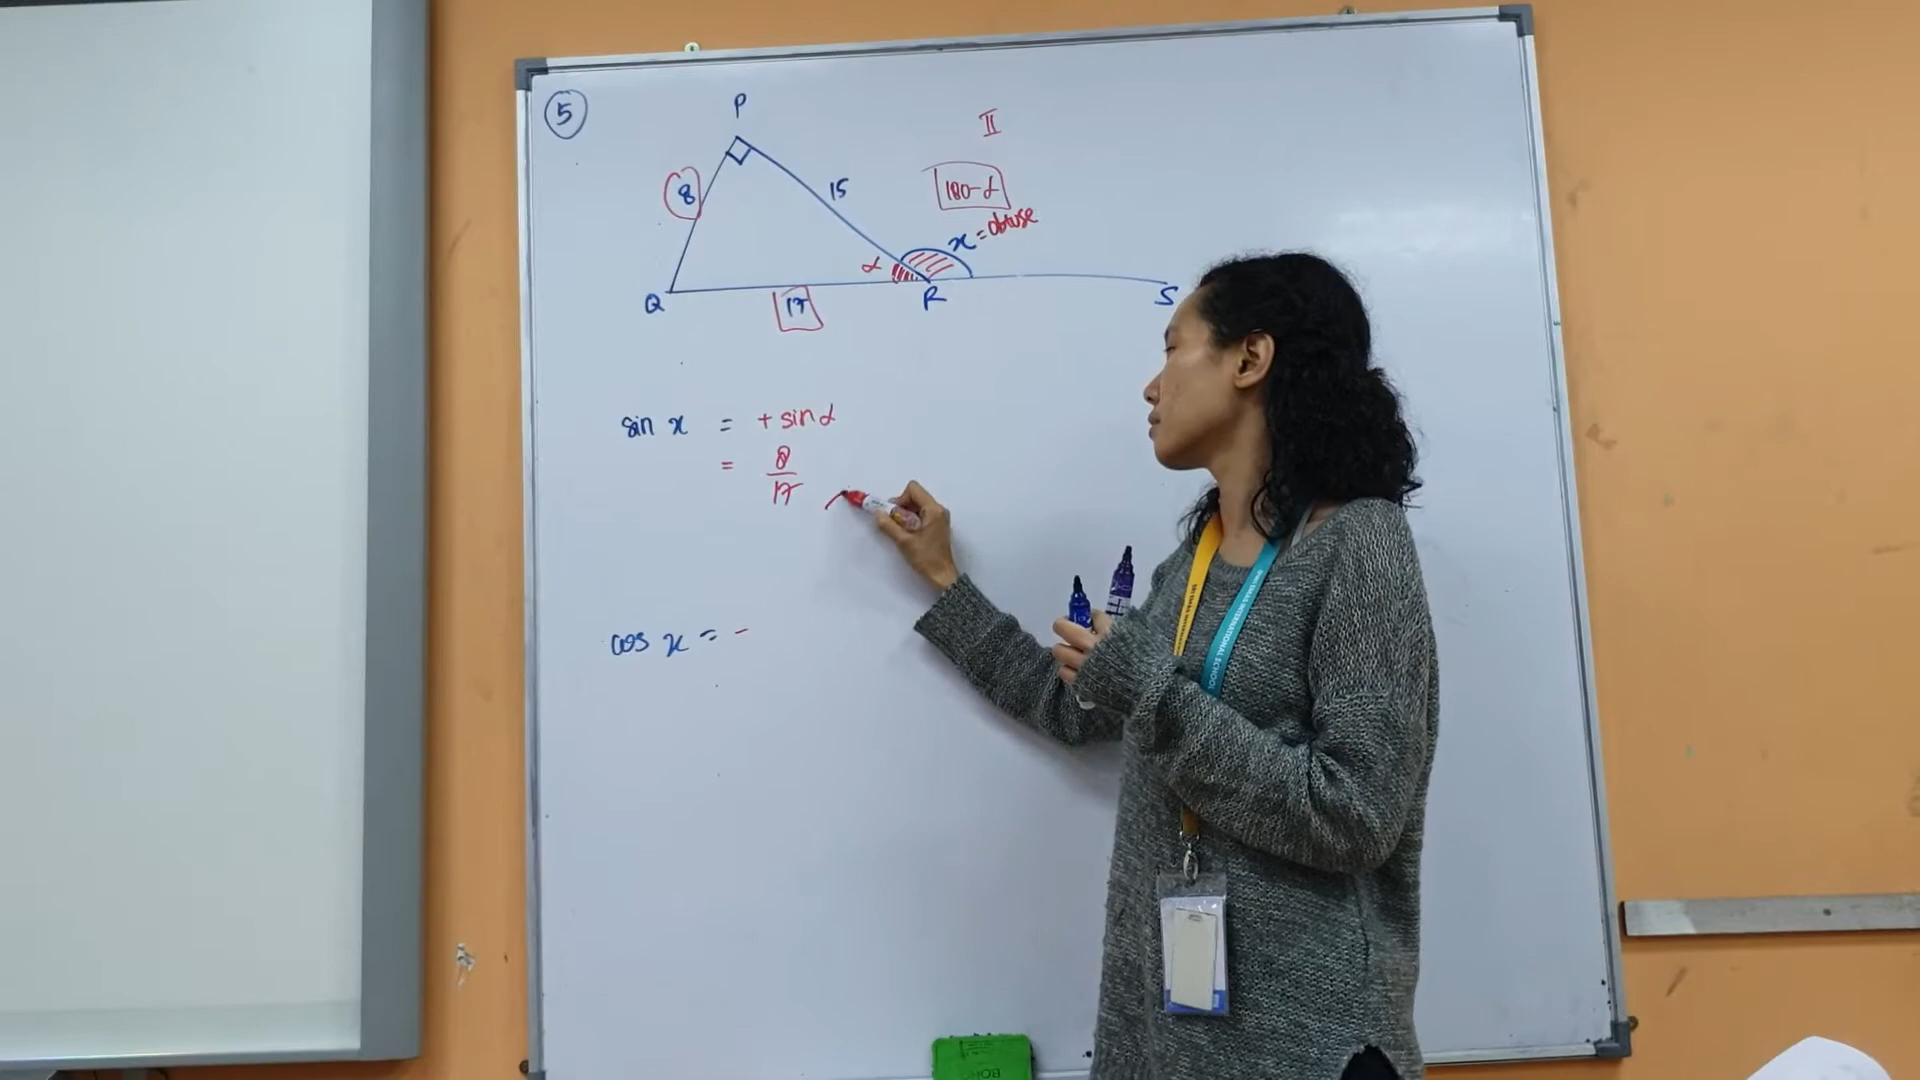 5
P
II
8
15
180-α
x = obtuse
α
Q
17
R
S
sin x = + sin α
= 8
17
cos x = -